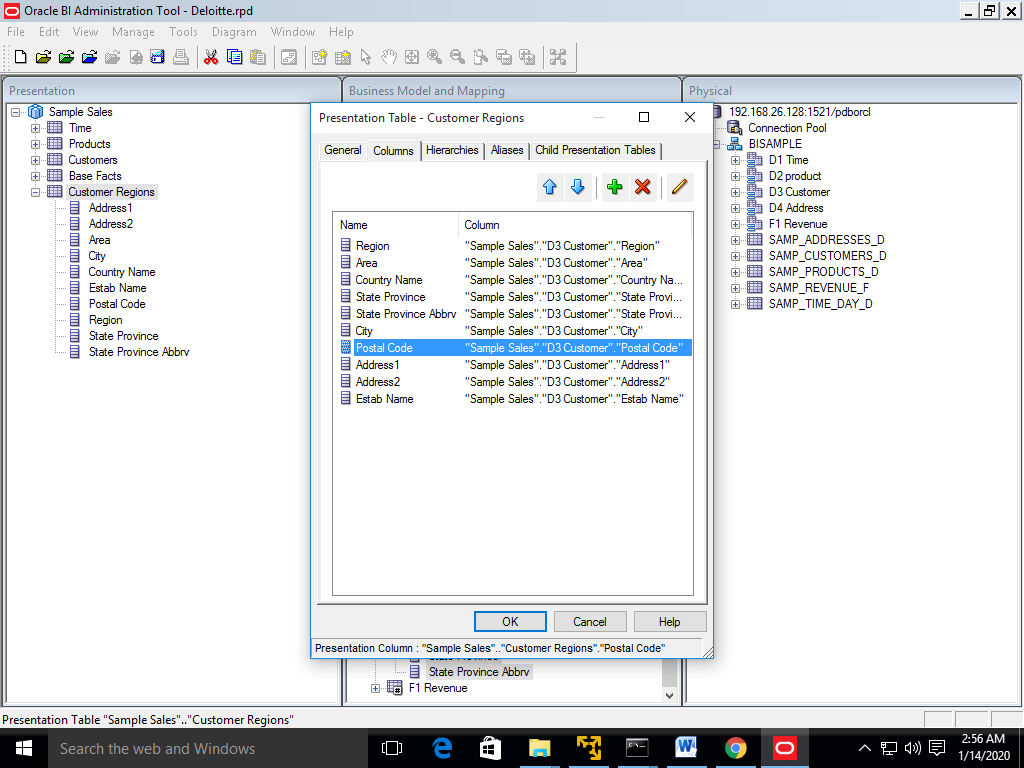 Oracle BI Administration Tool - Deloitte.rpd
File Edit View Manage Tools Diagram Window Help
Presentation
Sample Sales
Time
Products
Customers
Base Facts
Customer Regions
Address1
Address2
Area
City
Country Name
Estab Name
Postal Code
Region
State Province
State Province Abbrv
Business Model and Mapping
Presentation Table - Customer Regions
General Columns Hierarchies Aliases Child Presentation Tables
Name Column
Region "Sample Sales"."D3 Customer"."Region"
Area "Sample Sales"."D3 Customer"."Area"
Country Name "Sample Sales"."D3 Customer"."Country Na...
State Province "Sample Sales"."D3 Customer"."State Provi...
State Province Abbrv "Sample Sales"."D3 Customer"."State Provi...
City "Sample Sales"."D3 Customer"."City"
Postal Code "Sample Sales"."D3 Customer"."Postal Code"
Address1 "Sample Sales"."D3 Customer"."Address1"
Address2 "Sample Sales"."D3 Customer"."Address2"
Estab Name "Sample Sales"."D3 Customer"."Estab Name"
OK Cancel Help
Presentation Column : "Sample Sales".."Customer Regions"."Postal Code"
State Province
State Province Abbrv
F1 Revenue
Physical
192.168.26.128:1521/pdborcl
Connection Pool
BISAMPLE
D1 Time
D2 product
D3 Customer
D4 Address
F1 Revenue
SAMP_ADDRESSES_D
SAMP_CUSTOMERS_D
SAMP_PRODUCTS_D
SAMP_REVENUE_F
SAMP_TIME_DAY_D
Presentation Table "Sample Sales".."Customer Regions"
Search the web and Windows
2:56 AM
1/14/2020